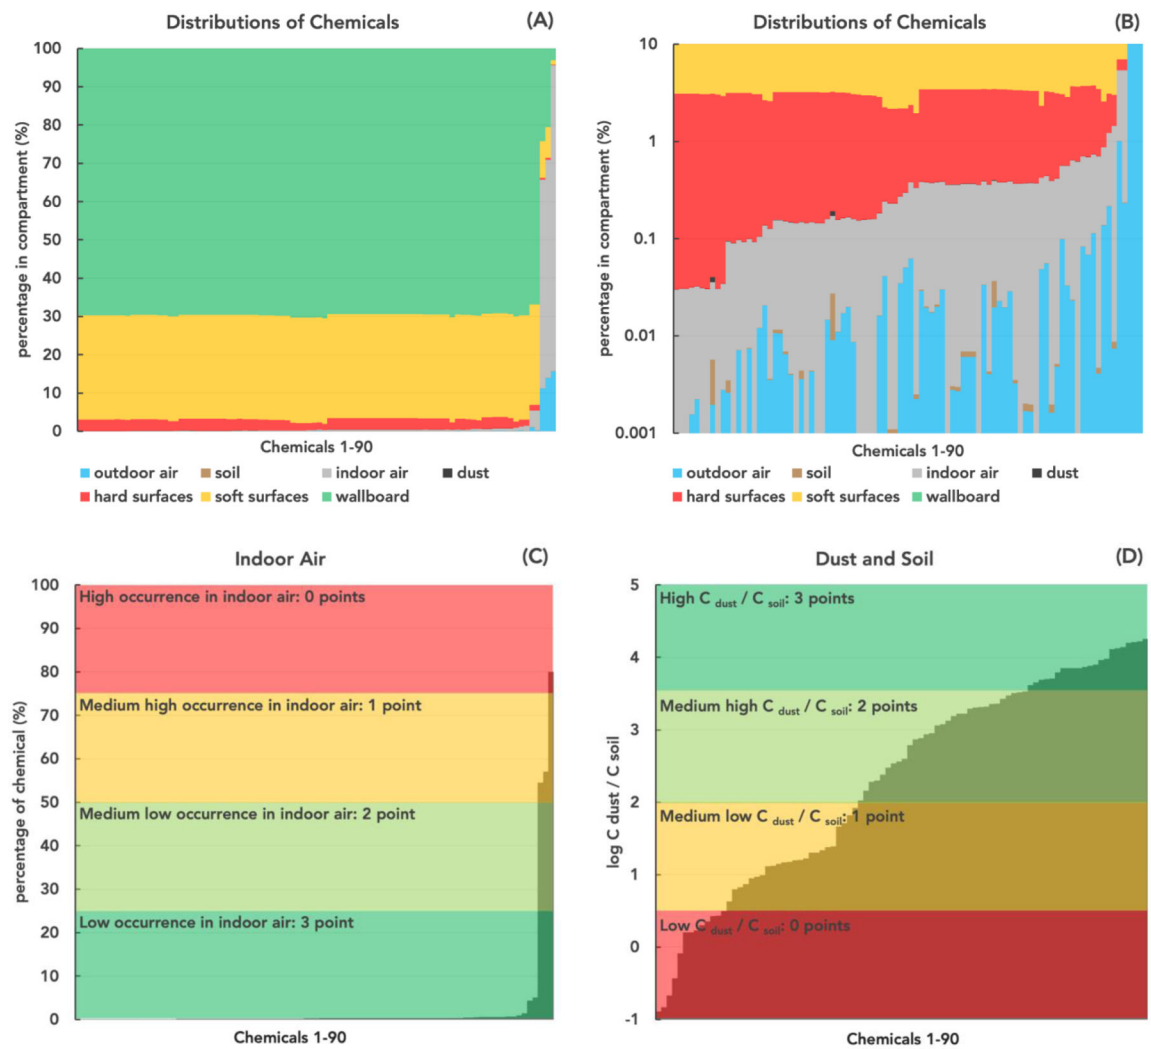 Distributions of Chemicals
(A)
percentage in compartment (%)
100
90
80
70
60
50
40
30
20
10
0
Chemicals 1-90
outdoor air soil indoor air dust
hard surfaces soft surfaces wallboard
Distributions of Chemicals
(B)
percentage in compartment (%)
10
1
0.1
0.01
0.001
Chemicals 1-90
outdoor air soil indoor air dust
hard surfaces soft surfaces wallboard
Indoor Air
(C)
percentage of chemical (%)
100
90
80
70
60
50
40
30
20
10
0
High occurrence in indoor air: 0 points
Medium high occurrence in indoor air: 1 point
Medium low occurrence in indoor air: 2 point
Low occurrence in indoor air: 3 point
Chemicals 1-90
Dust and Soil
(D)
log C dust / C soil
5
4
3
2
1
0
-1
High C dust / C soil: 3 points
Medium high C dust / C soil: 2 points
Medium low C dust / C soil: 1 point
Low C dust / C soil: 0 points
Chemicals 1-90